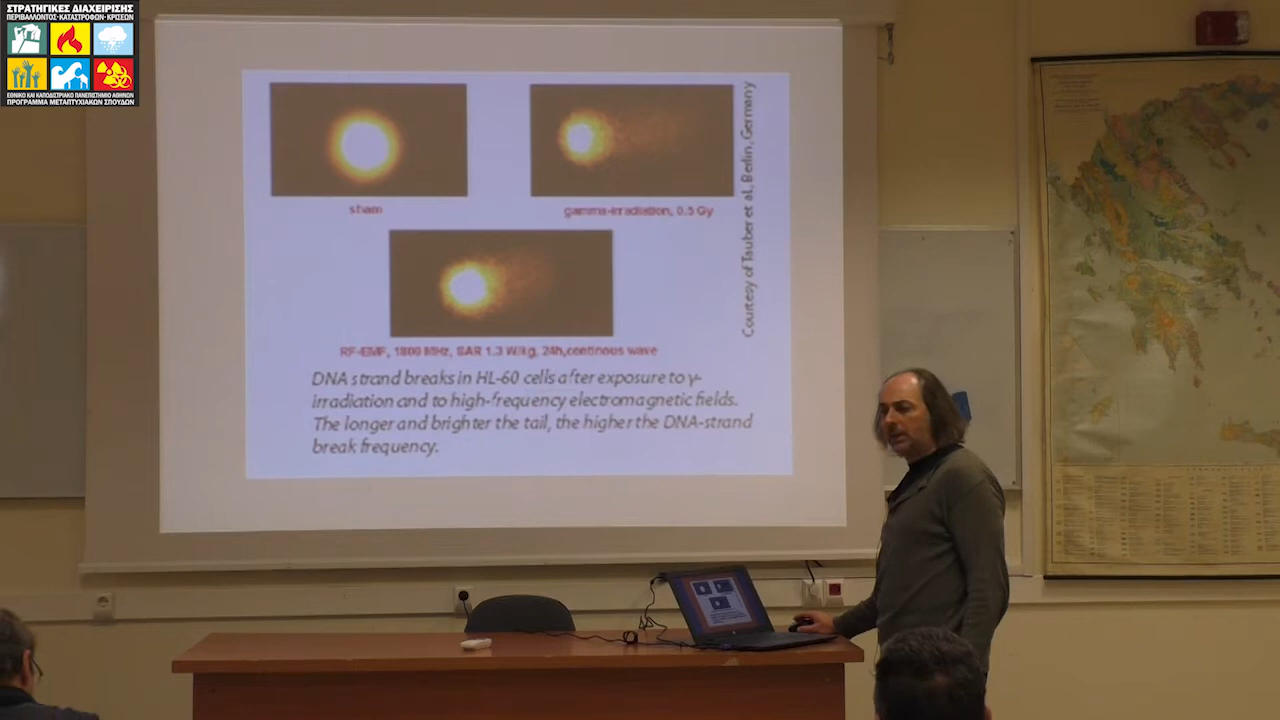 ΣΤΡΑΤΗΓΙΚΕΣ ΔΙΑΧΕΙΡΙΣΗΣ
ΠΕΡΙΒΑΛΛΟΝΤΟΣ·ΚΑΤΑΣΤΡΟΦΩΝ·ΚΡΙΣΕΩΝ
ΕΘΝΙΚΟ ΚΑΙ ΚΑΠΟΔΙΣΤΡΙΑΚΟ ΠΑΝΕΠΙΣΤΗΜΙΟ ΑΘΗΝΩΝ
ΠΡΟΓΡΑΜΜΑ ΜΕΤΑΠΤΥΧΙΑΚΩΝ ΣΠΟΥΔΩΝ
sham
gamma-irradiation, 0.5 Gy
Courtesy of Tauber et al., Berlin, Germany
RF-EMF, 1800 MHz, SAR 1.3 W/kg, 24h,continous wave
DNA strand breaks in HL-60 cells after exposure to γ-
irradiation and to high-frequency electromagnetic fields.
The longer and brighter the tail, the higher the DNA-strand
break frequency.